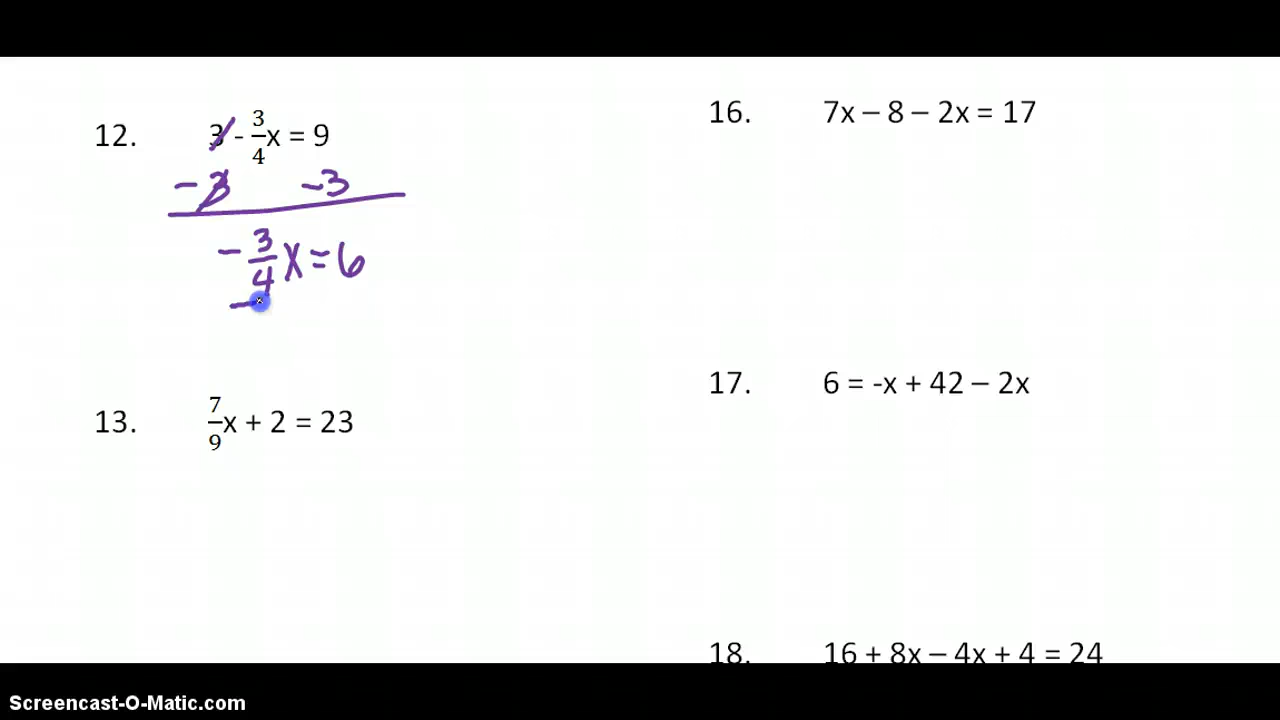 12. 3 - 3/4x = 9
- 3 - 3
- 3/4 x = 6
13. 7/9x + 2 = 23
16. 7x – 8 – 2x = 17
17. 6 = -x + 42 – 2x
18. 16 + 8x – 4x + 4 = 24
Screencast-O-Matic.com